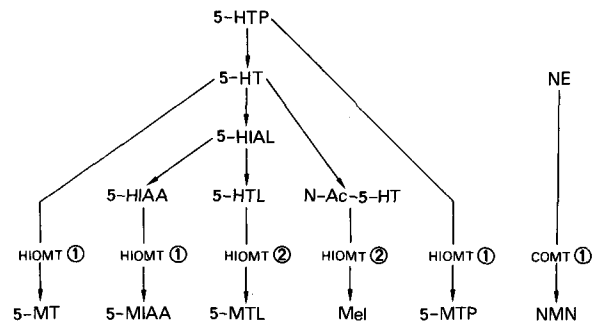 5-HTP
5-HT NE
5-HIAL
5-HIAA 5-HTL N-Ac-5-HT
HIOMT ① HIOMT ① HIOMT ② HIOMT ② HIOMT ① COMT ①
5-MT 5-MIAA 5-MTL Mel 5-MTP NMN